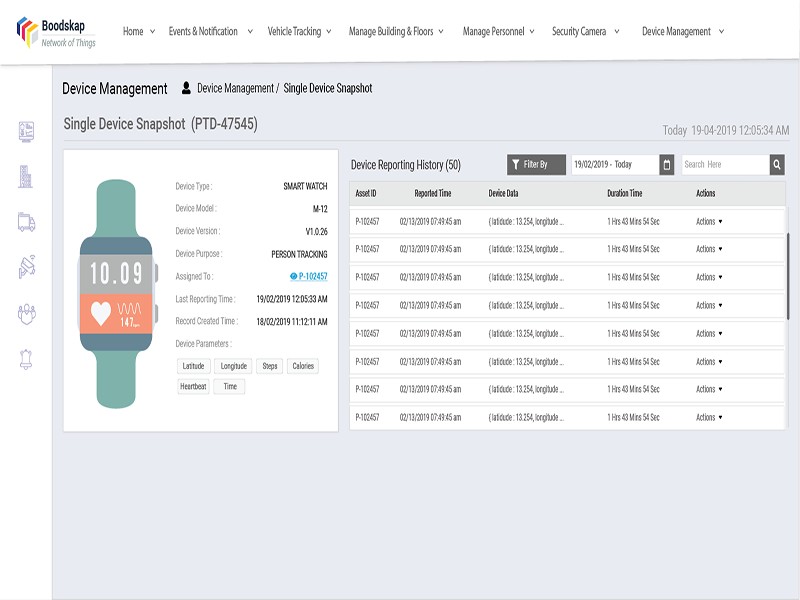 Boodskap
Network of Things
Home Events & Notification Vehicle Tracking Manage Building & Floors Manage Personnel Security Camera Device Management
Device Management Device Management / Single Device Snapshot
Single Device Snapshot (PTD-47545)
Today 19-04-2019 12:05:34 AM
10.09
147
Device Type : SMART WATCH
Device Model : M-12
Device Version : V1.0.26
Device Purpose : PERSON TRACKING
Assigned To : P-102457
Last Reporting Time : 19/02/2019 12:05:33 AM
Record Created Time : 18/02/2019 11:12:11 AM
Device Parameters :
Latitude Longitude Steps Calories
Heartbeat Time
Device Reporting History (50) Filter By 19/02/2019 - Today Search Here
Asset ID Reported Time Device Data Duration Time Actions
P-102457 02/13/2019 07:49:45 am { latidude : 13.254, longitude ... 1 Hrs 43 Mins 54 Sec Actions
P-102457 02/13/2019 07:49:45 am { latidude : 13.254, longitude ... 1 Hrs 43 Mins 54 Sec Actions
P-102457 02/13/2019 07:49:45 am { latidude : 13.254, longitude ... 1 Hrs 43 Mins 54 Sec Actions
P-102457 02/13/2019 07:49:45 am { latidude : 13.254, longitude ... 1 Hrs 43 Mins 54 Sec Actions
P-102457 02/13/2019 07:49:45 am { latidude : 13.254, longitude ... 1 Hrs 43 Mins 54 Sec Actions
P-102457 02/13/2019 07:49:45 am { latidude : 13.254, longitude ... 1 Hrs 43 Mins 54 Sec Actions
P-102457 02/13/2019 07:49:45 am { latidude : 13.254, longitude ... 1 Hrs 43 Mins 54 Sec Actions
P-102457 02/13/2019 07:49:45 am { latidude : 13.254, longitude ... 1 Hrs 43 Mins 54 Sec Actions